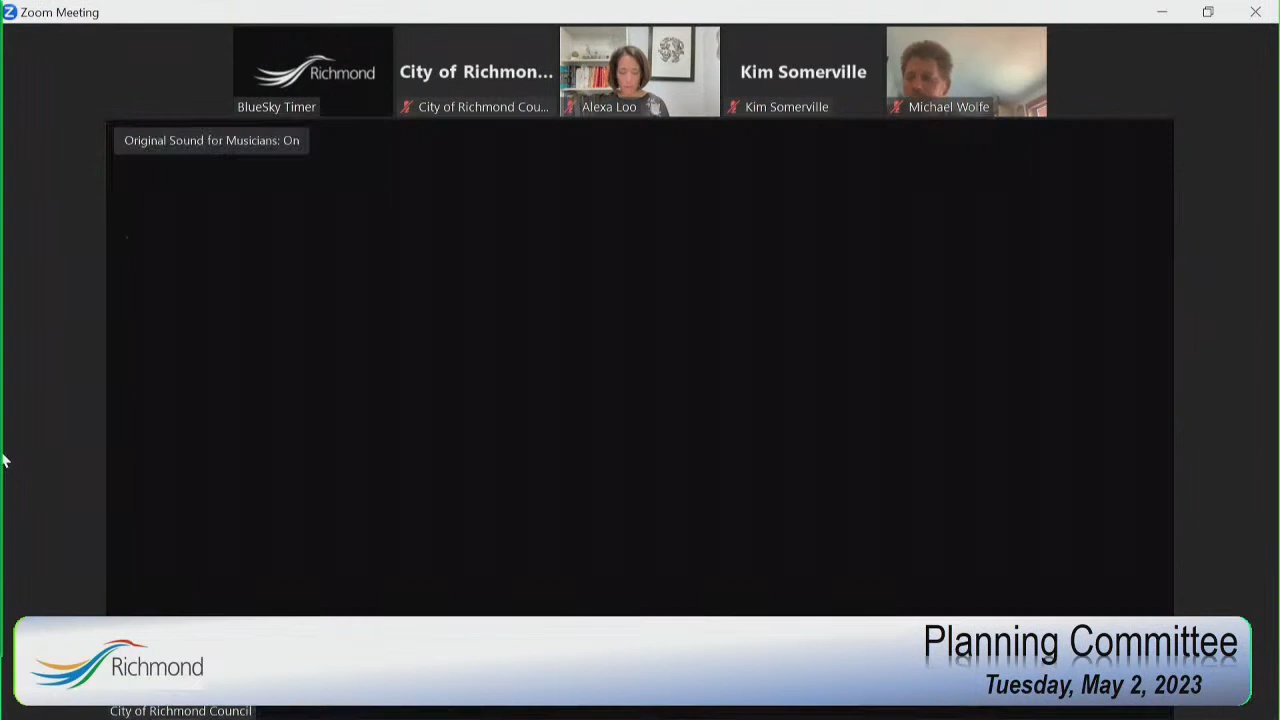 Zoom Meeting
Richmond
BlueSky Timer
City of Richmon...
City of Richmond Cou...
Alexa Loo
Kim Somerville
Kim Somerville
Michael Wolfe
Original Sound for Musicians: On
Richmond
Planning Committee
Tuesday, May 2, 2023
City of Richmond Council